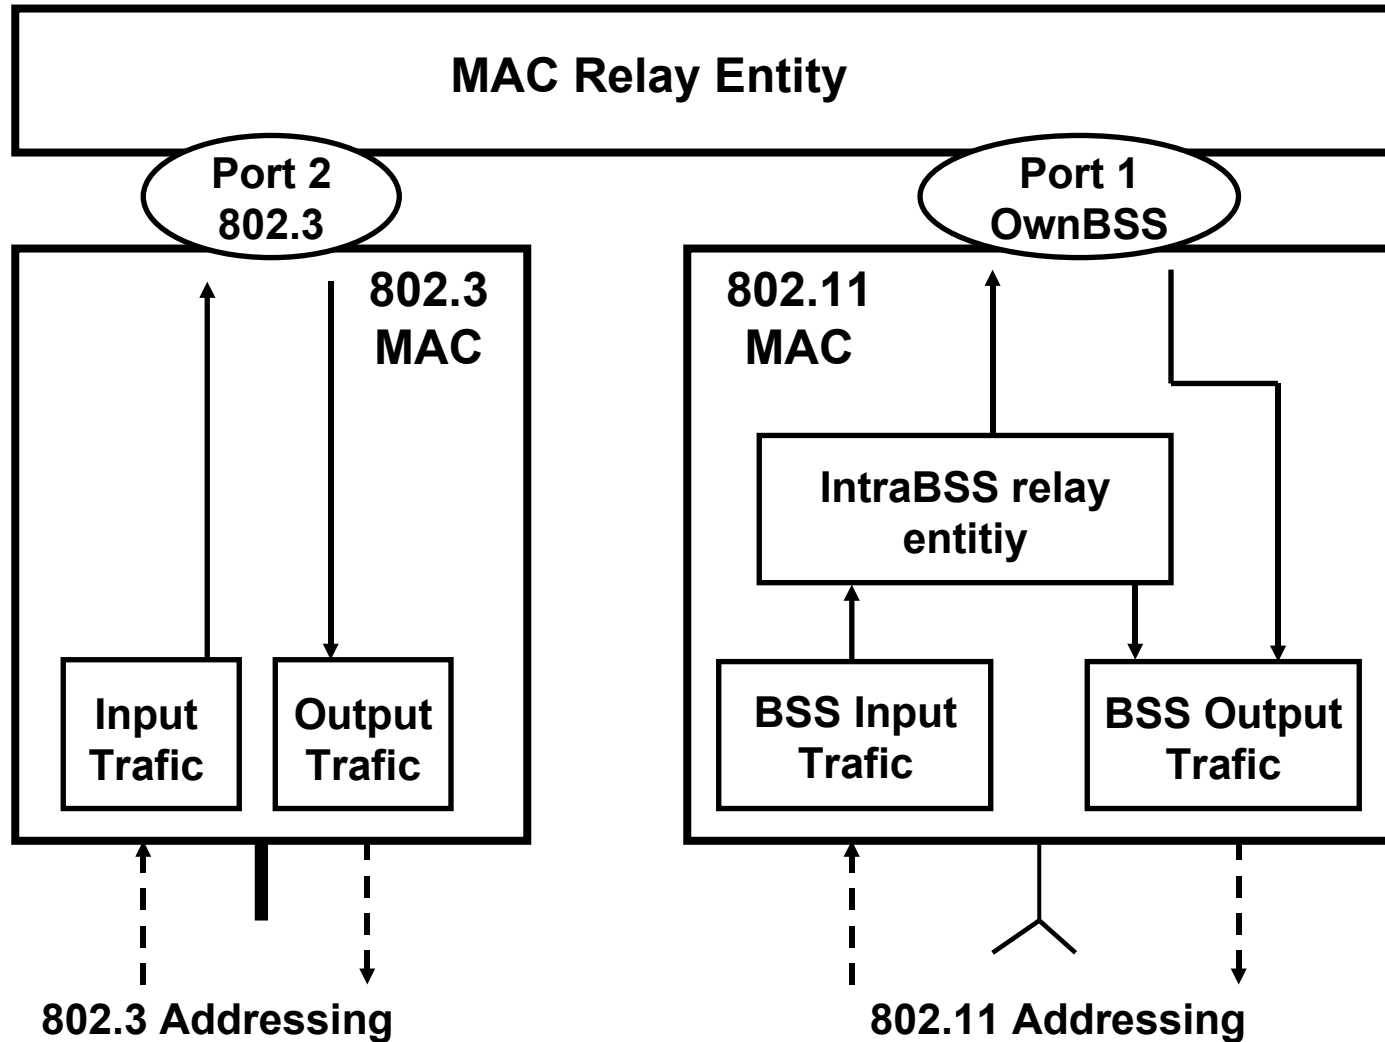 MAC Relay Entity
Port 2
802.3
Port 1
OwnBSS
802.3
MAC
802.11
MAC
IntraBSS relay
entitiy
Input
Trafic
Output
Trafic
BSS Input
Trafic
BSS Output
Trafic
802.3 Addressing
802.11 Addressing